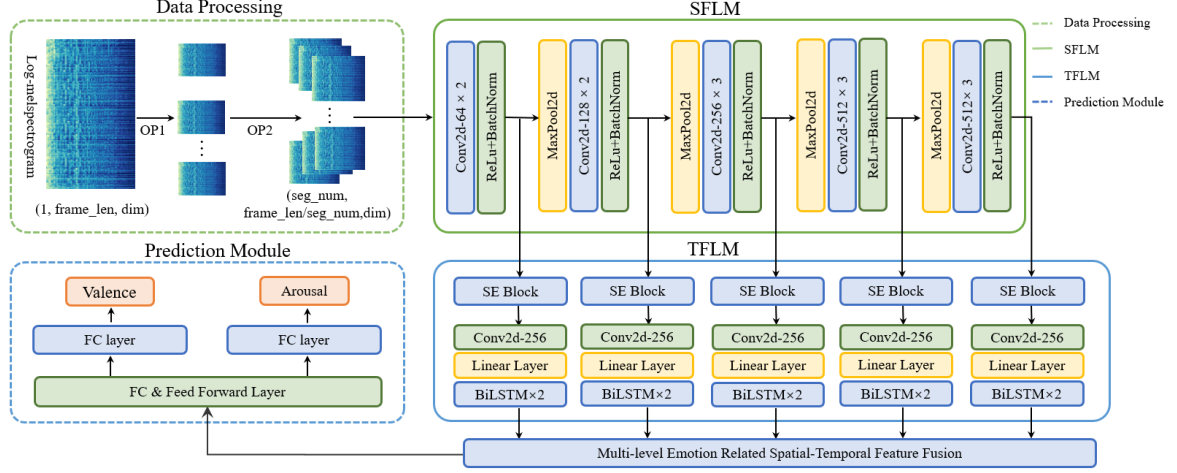 Data Processing
Log-melspectrogram
OP1
OP2
(1, frame_len, dim)
(seg_num,
frame_len/seg_num,dim)
SFLM
Conv2d-64 × 2
ReLu+BatchNorm
MaxPool2d
Conv2d-128 × 2
ReLu+BatchNorm
MaxPool2d
Conv2d-256 × 3
ReLu+BatchNorm
MaxPool2d
Conv2d-512 × 3
ReLu+BatchNorm
MaxPool2d
Conv2d-512× 3
ReLu+BatchNorm
Data Processing
SFLM
TFLM
Prediction Module
Prediction Module
Valence
Arousal
FC layer
FC layer
FC & Feed Forward Layer
TFLM
SE Block
SE Block
SE Block
SE Block
SE Block
Conv2d-256
Conv2d-256
Conv2d-256
Conv2d-256
Conv2d-256
Linear Layer
Linear Layer
Linear Layer
Linear Layer
Linear Layer
BiLSTM×2
BiLSTM×2
BiLSTM×2
BiLSTM×2
BiLSTM×2
Multi-level Emotion Related Spatial-Temporal Feature Fusion